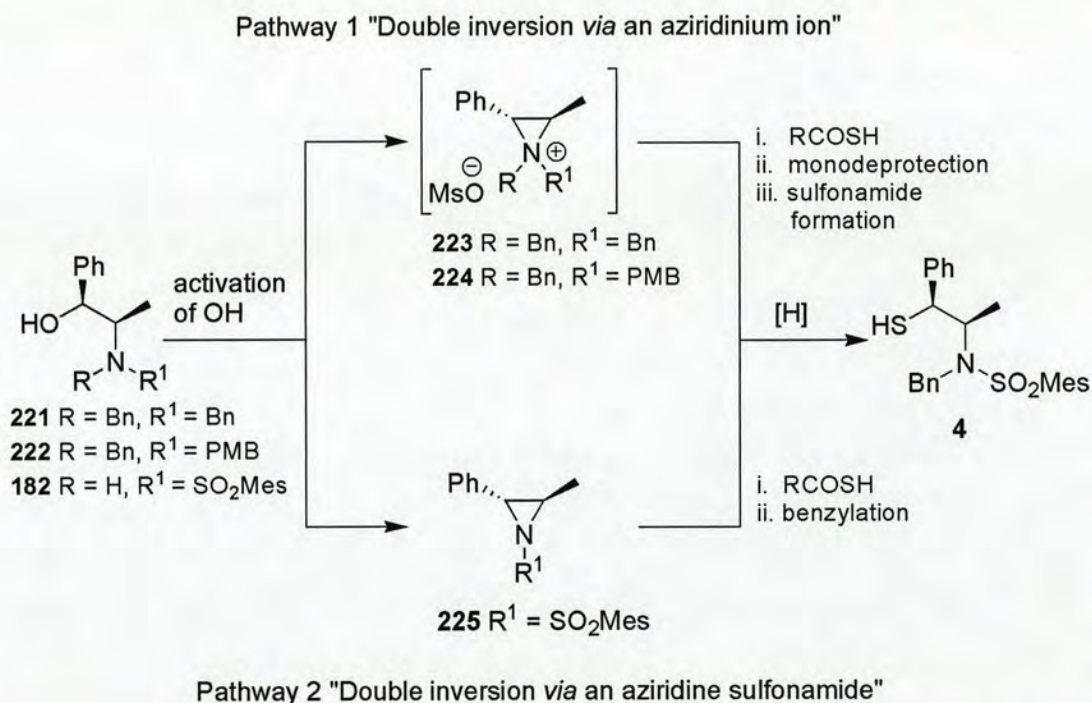 Pathway 1 "Double inversion via an aziridinium ion"
Ph
N
⊕
R R¹
⊖
MsO
223 R = Bn, R¹ = Bn
224 R = Bn, R¹ = PMB
i. RCOSH
ii. monodeprotection
iii. sulfonamide
formation
Ph
HO
N
R R¹
221 R = Bn, R¹ = Bn
222 R = Bn, R¹ = PMB
182 R = H, R¹ = SO₂Mes
activation
of OH
[H]
Ph
HS
N
Bn SO₂Mes
4
Ph
N
R¹
225 R¹ = SO₂Mes
i. RCOSH
ii. benzylation
Pathway 2 "Double inversion via an aziridine sulfonamide"